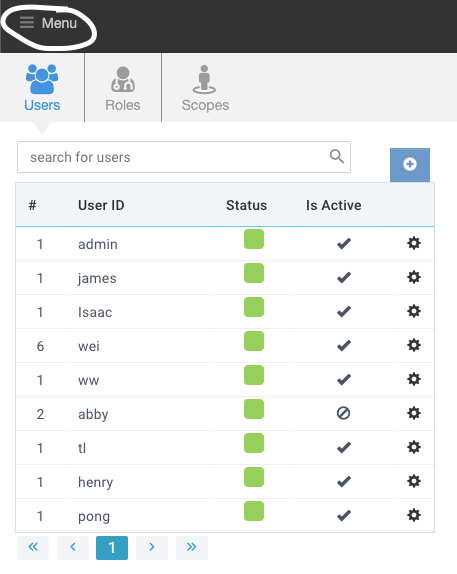 Menu
Users Roles Scopes
search for users
# User ID Status Is Active
1 admin
1 james
1 Isaac
6 wei
1 ww
2 abby
1 tl
1 henry
1 pong
« ‹ 1 › »